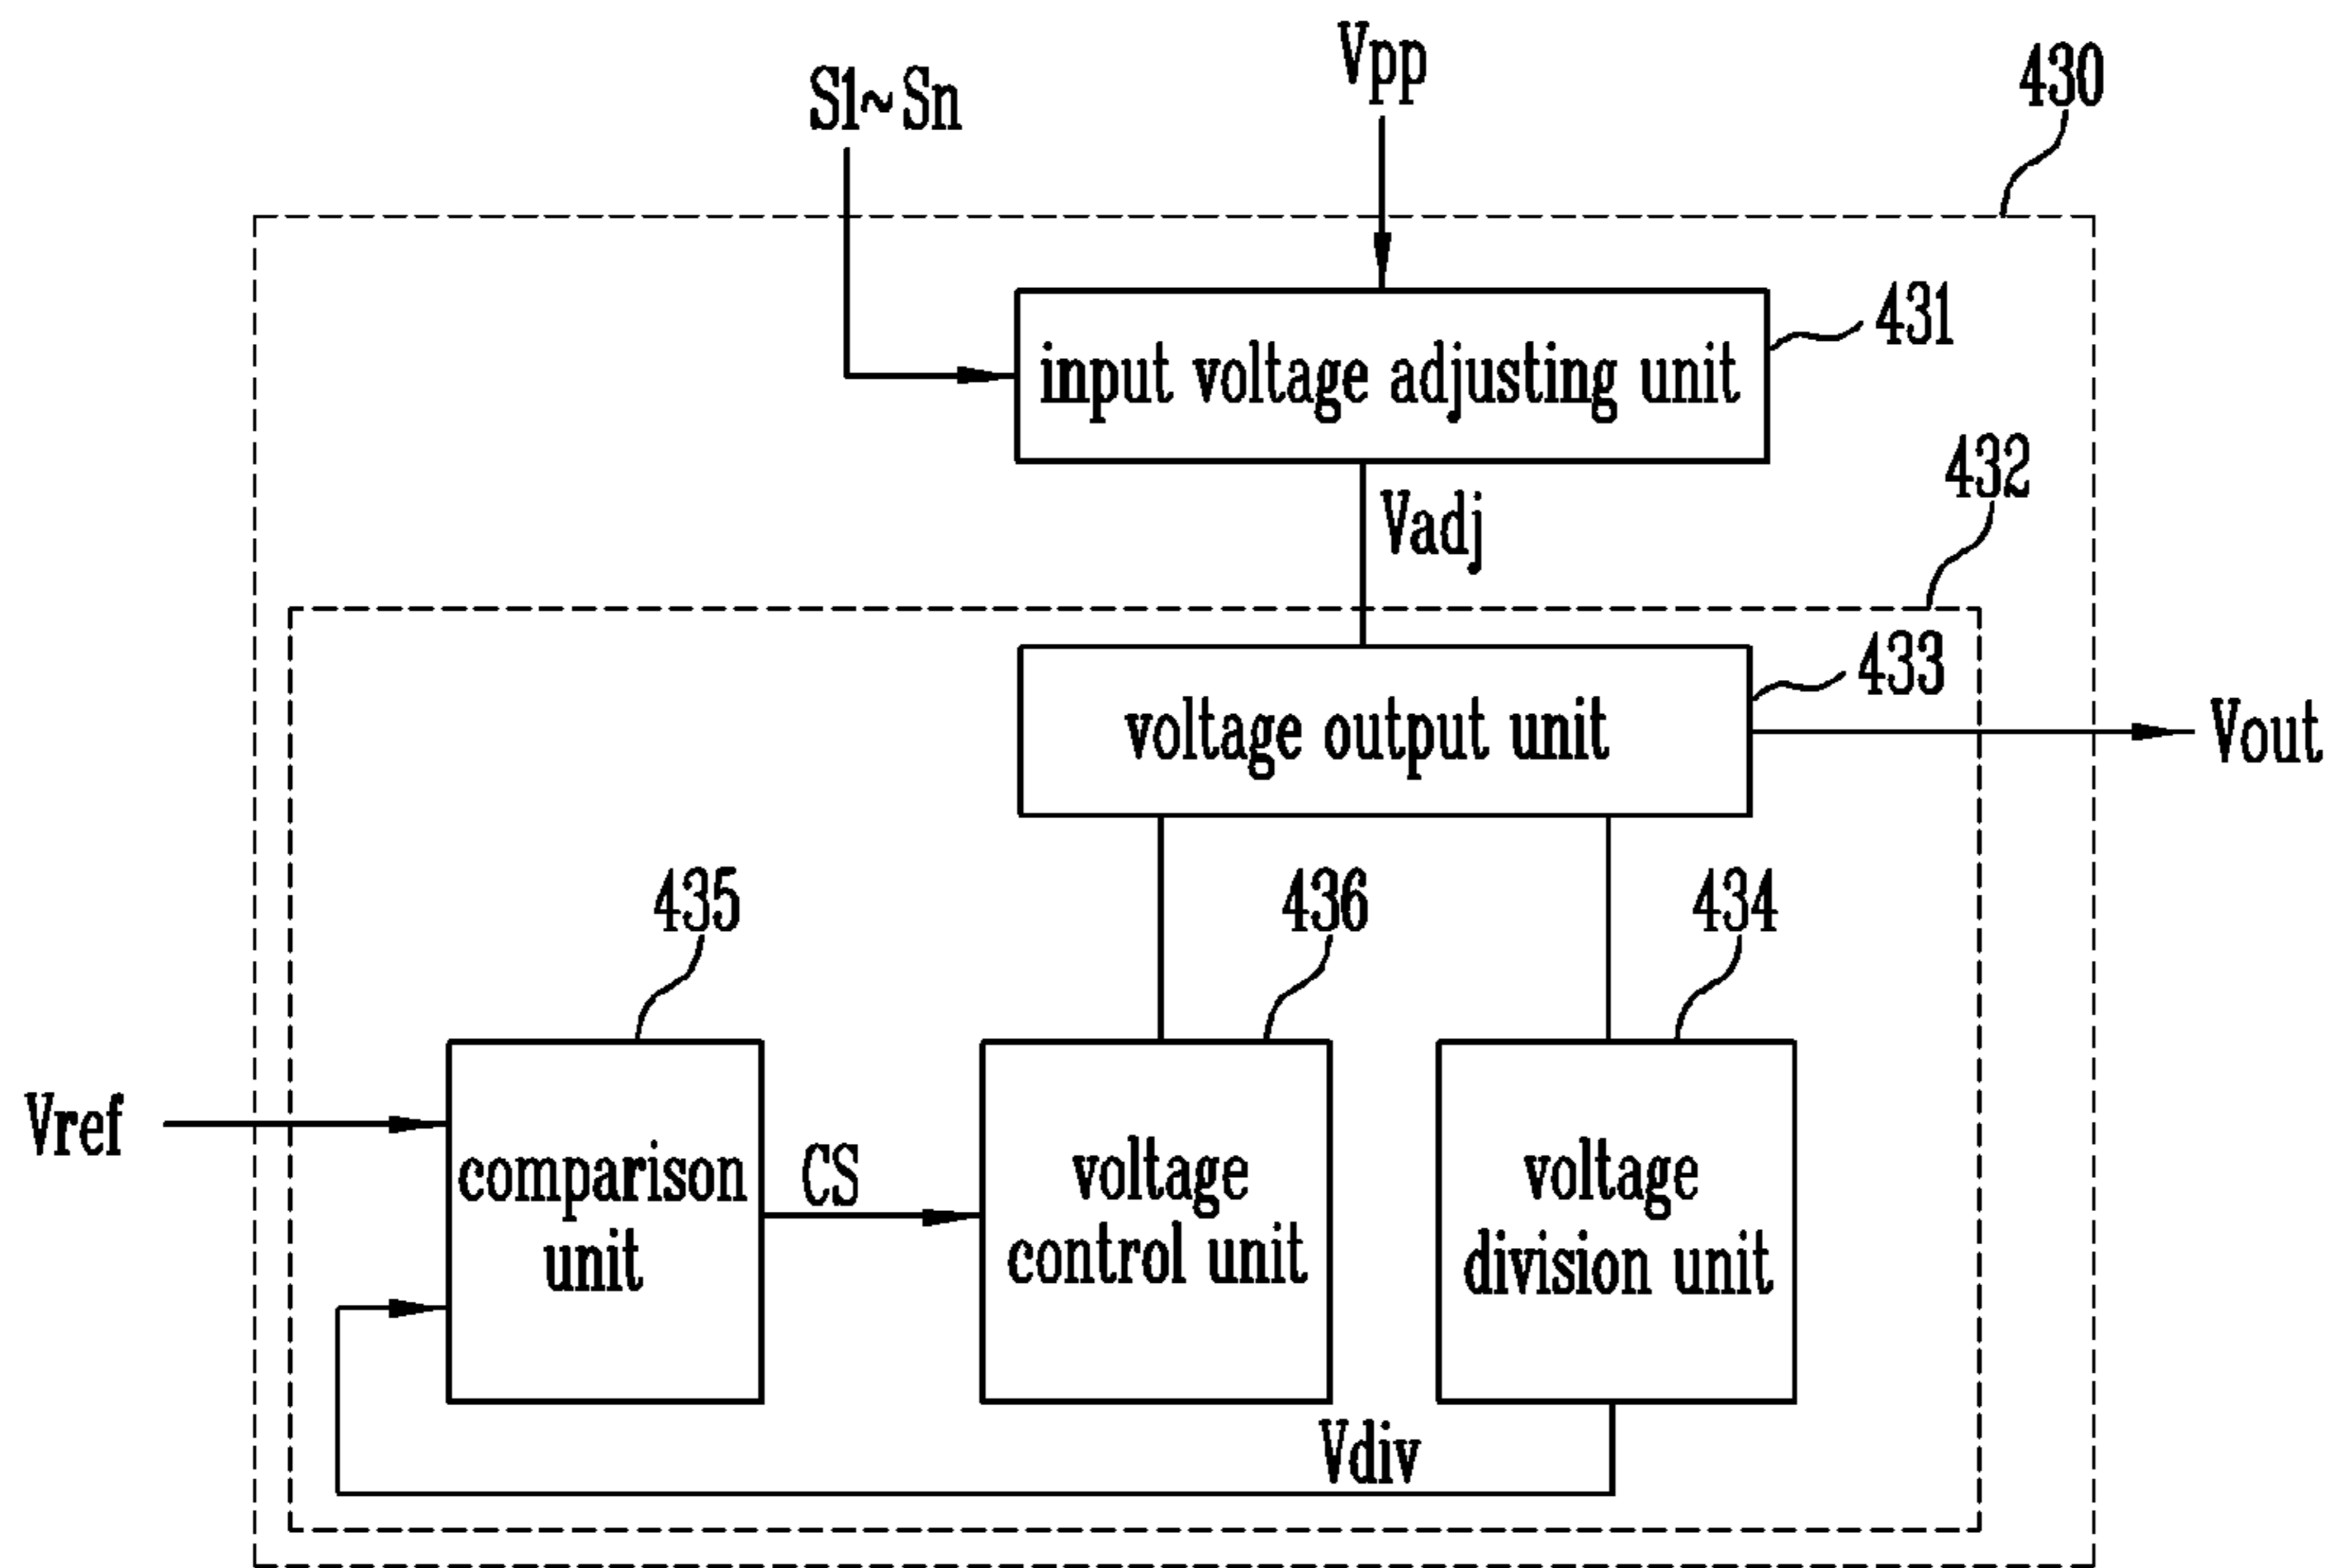 Vpp
S1~Sn
430
431
input voltage adjusting unit
432
Vadj
433
voltage output unit
Vout
435
436
434
Vref
comparison
unit
CS
voltage
control unit
voltage
division unit
Vdiv